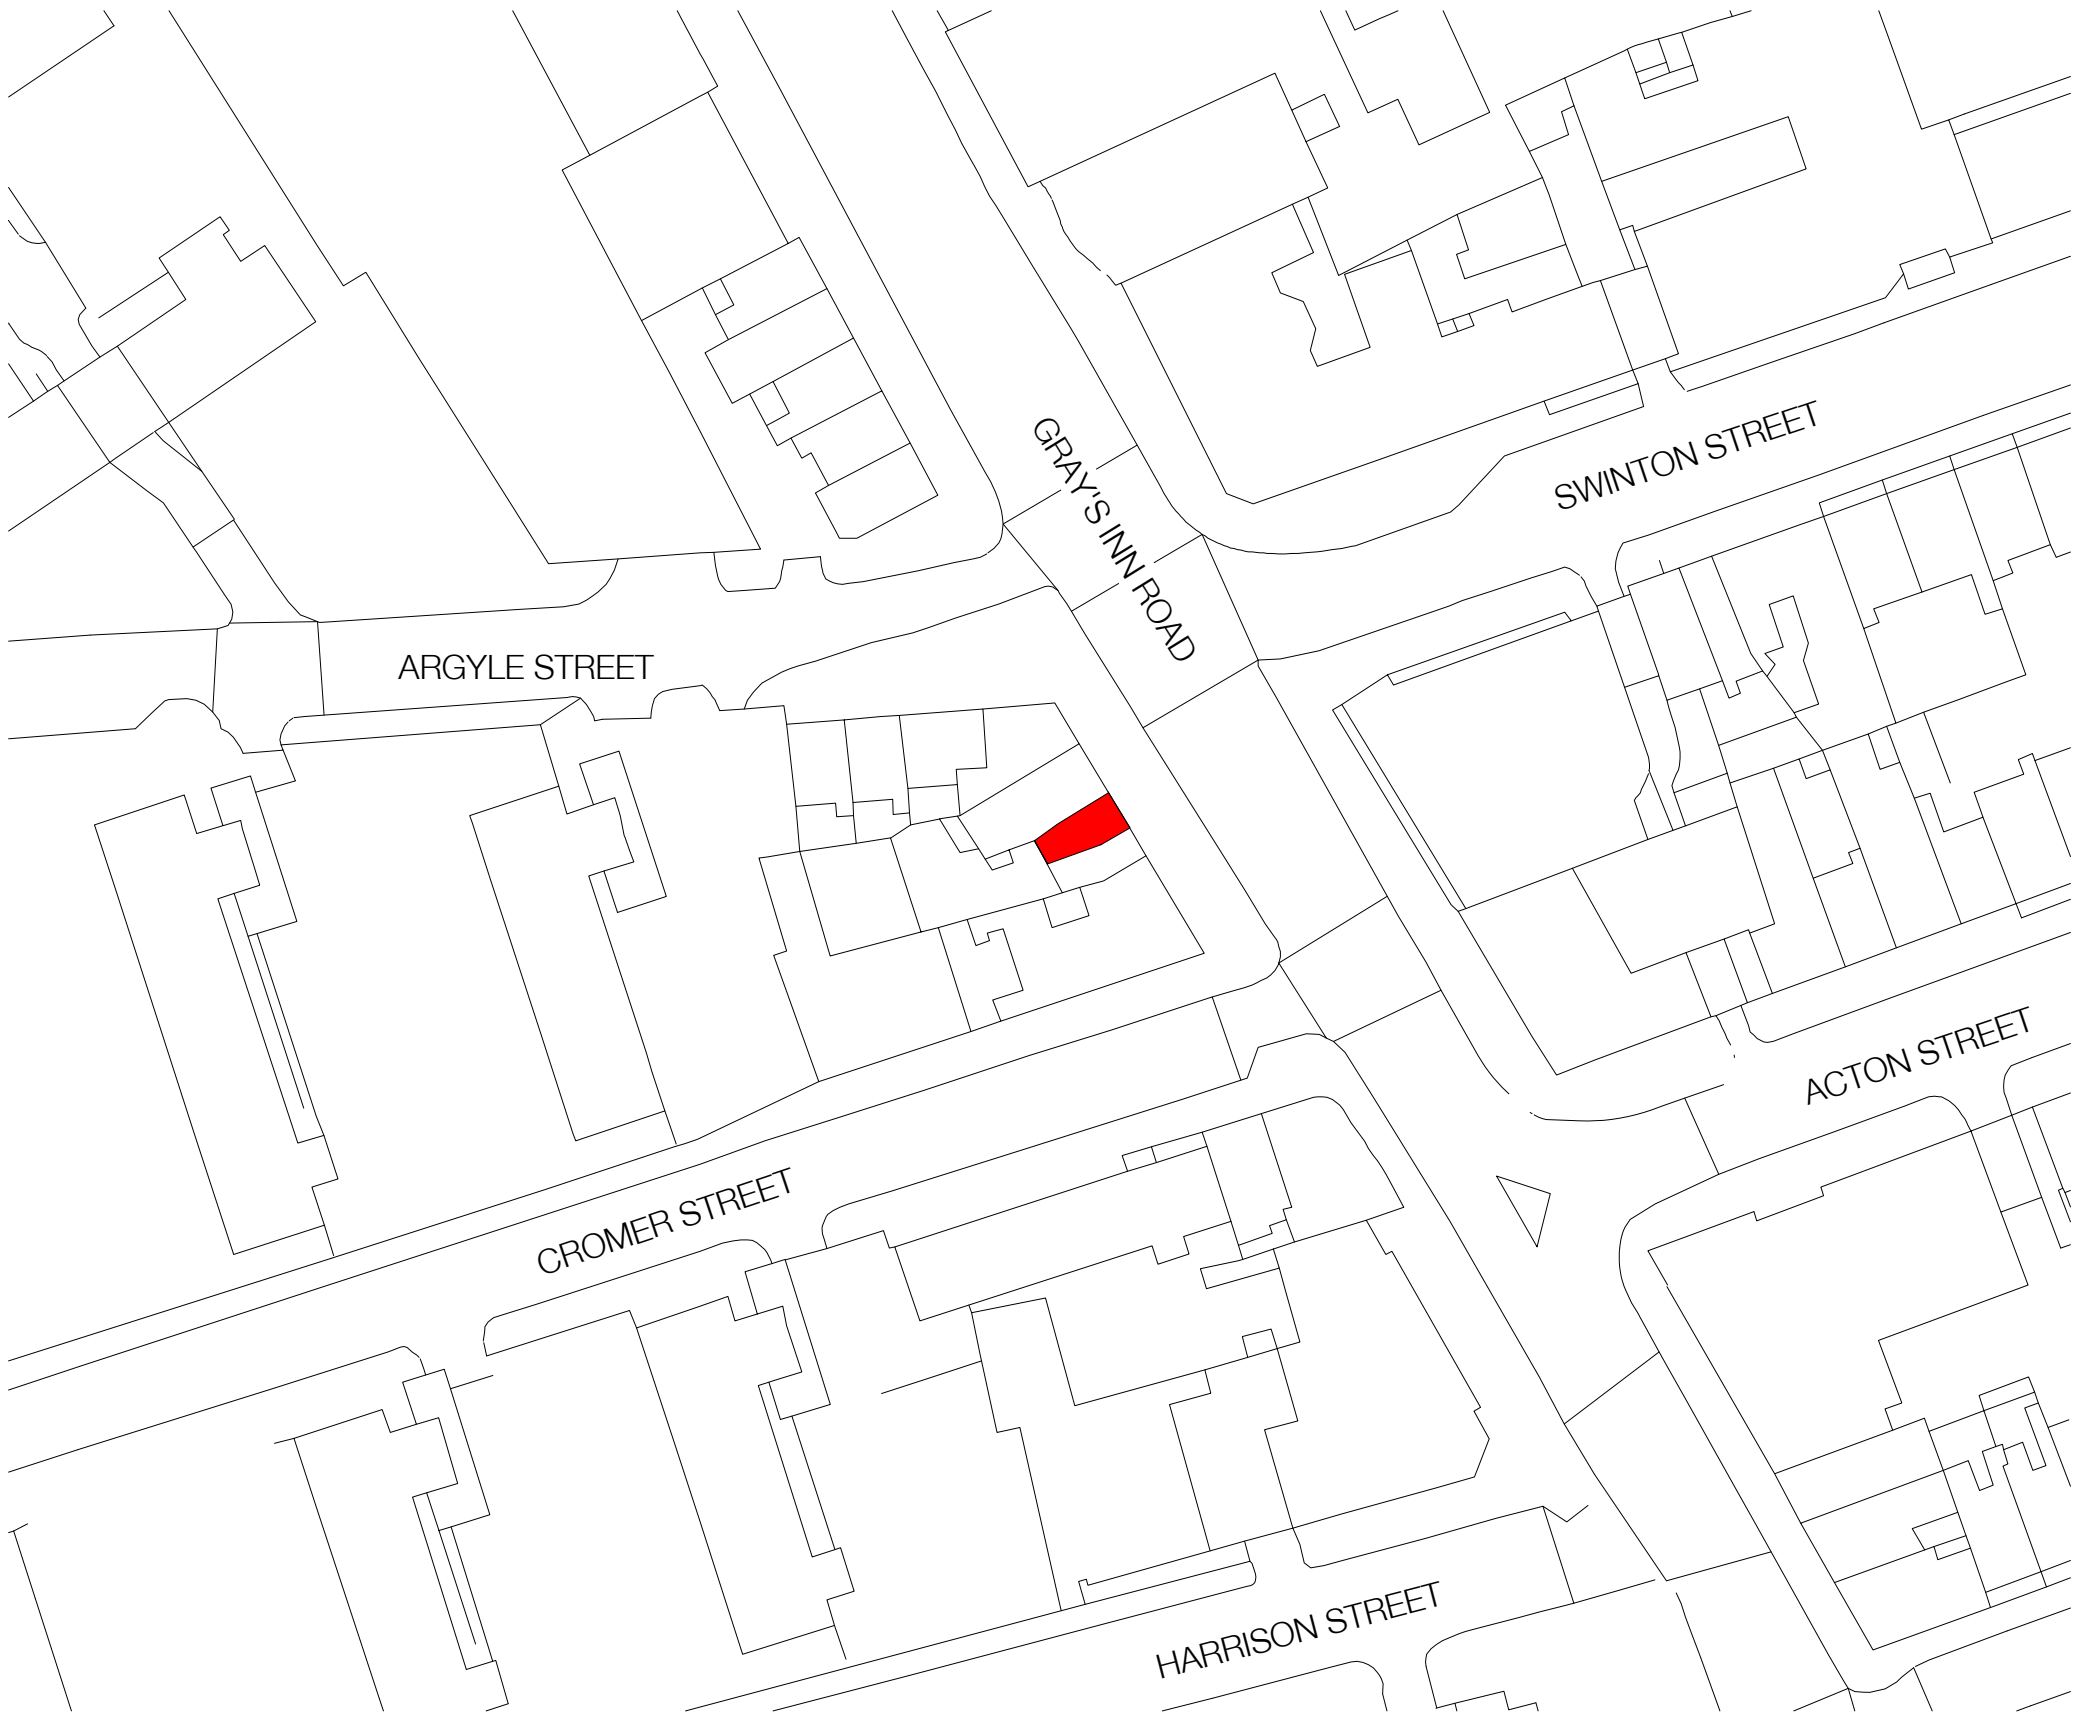 GRAY'S INN ROAD
SWINTON STREET
ARGYLE STREET
ACTON STREET
CROMER STREET
HARRISON STREET